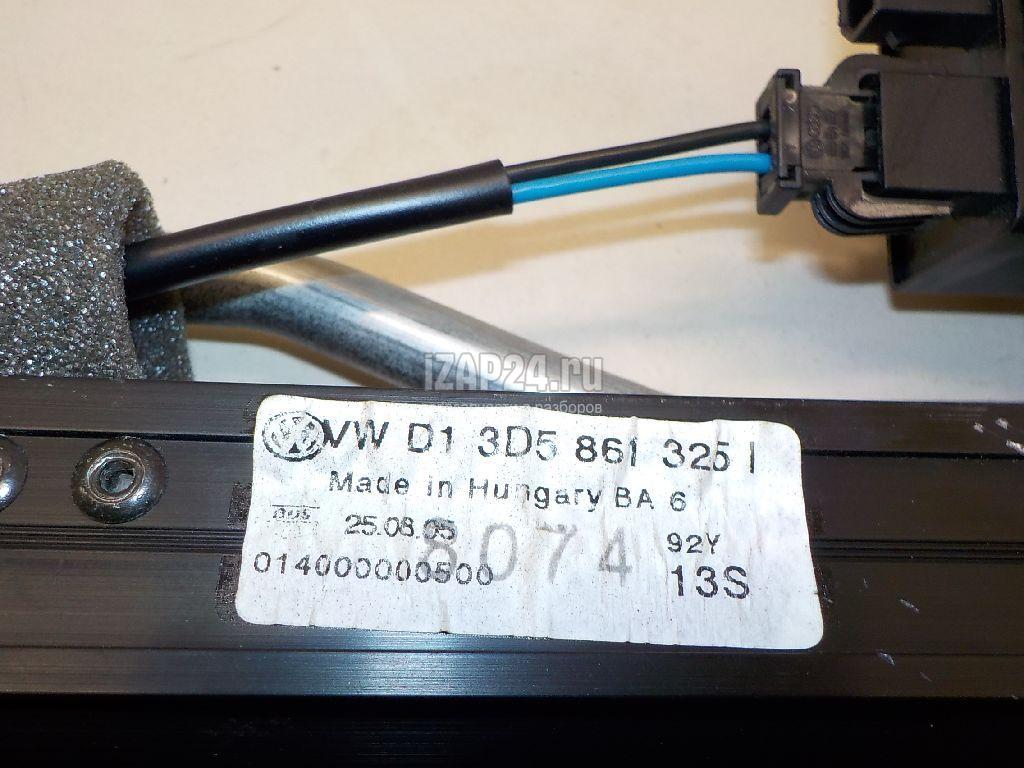 iZAP24.ru
VW D1 3D5 861 325 I
Made in Hungary BA 6
25.08.05
8074
92Y
014000000500
13S